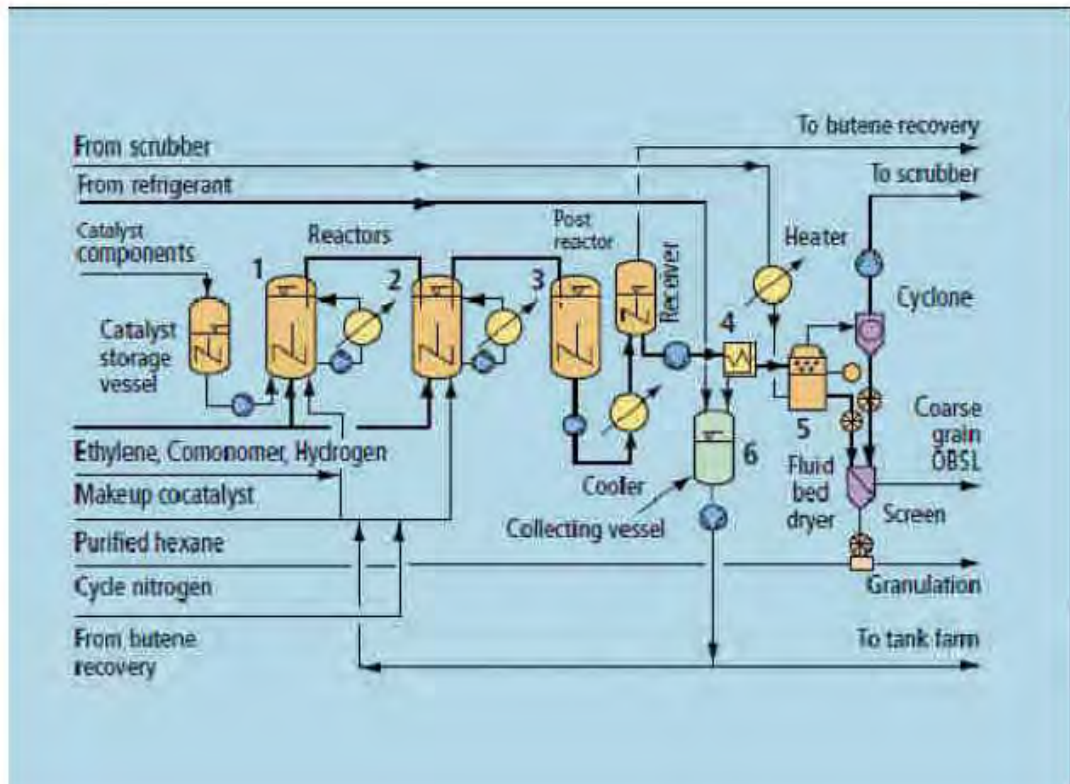 To butene recovery
From scrubber
To scrubber
From refrigerant
Catalyst
components
Reactors
Post
reactor
Receiver
Heater
1
2
3
4
Cyclone
Catalyst
storage
vessel
Coarse
grain
OBSL
5
6
Ethylene, Comonomer, Hydrogen
Cooler
Fluid
bed
dryer
Makeup cocatalyst
Collecting vessel
Screen
Purified hexane
Cycle nitrogen
Granulation
From butene
recovery
To tank farm